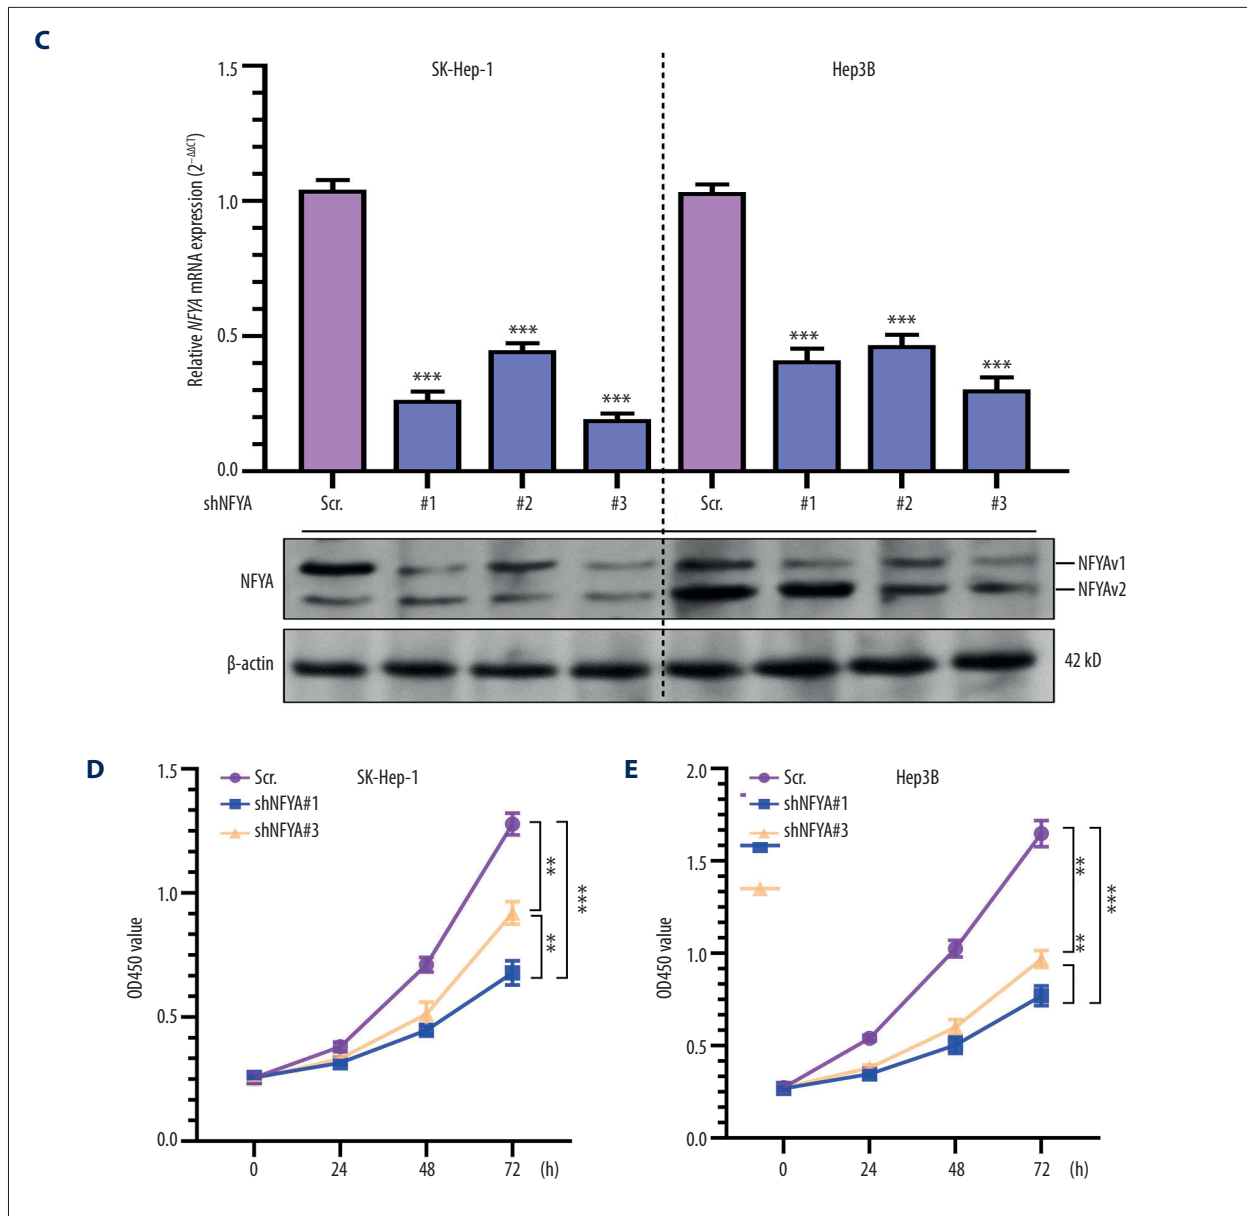 C
SK-Hep-1
Hep3B
Relative NFYA mRNA expression (2−ΔΔCT)
1.5
1.0
0.5
0.0
***
***
***
***
***
***
shNFYA Scr. #1 #2 #3 Scr. #1 #2 #3
NFYA
NFYAv1
NFYAv2
β-actin
42 kD
D
SK-Hep-1
Scr.
shNFYA#1
shNFYA#3
OD450 value
1.5
1.0
0.5
0.0
**
**
***
0 24 48 72 (h)
E
Hep3B
Scr.
shNFYA#1
shNFYA#3
OD450 value
2.0
1.5
1.0
0.5
0.0
**
**
***
0 24 48 72 (h)